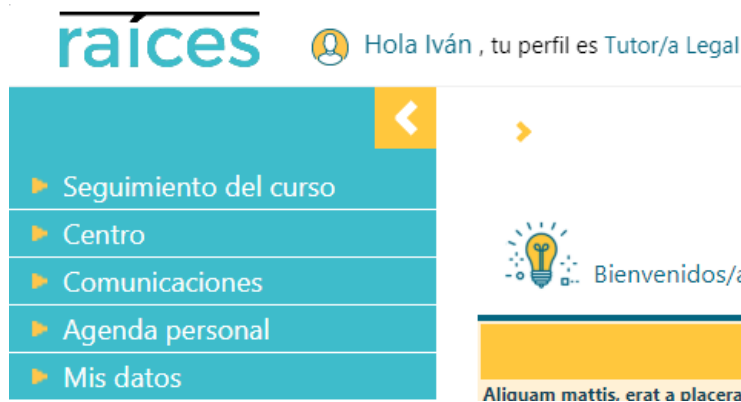 raíces
Hola Iván , tu perfil es Tutor/a Legal
Seguimiento del curso
Centro
Comunicaciones
Agenda personal
Mis datos
Bienvenidos/a
Aliquam mattis, erat a placera